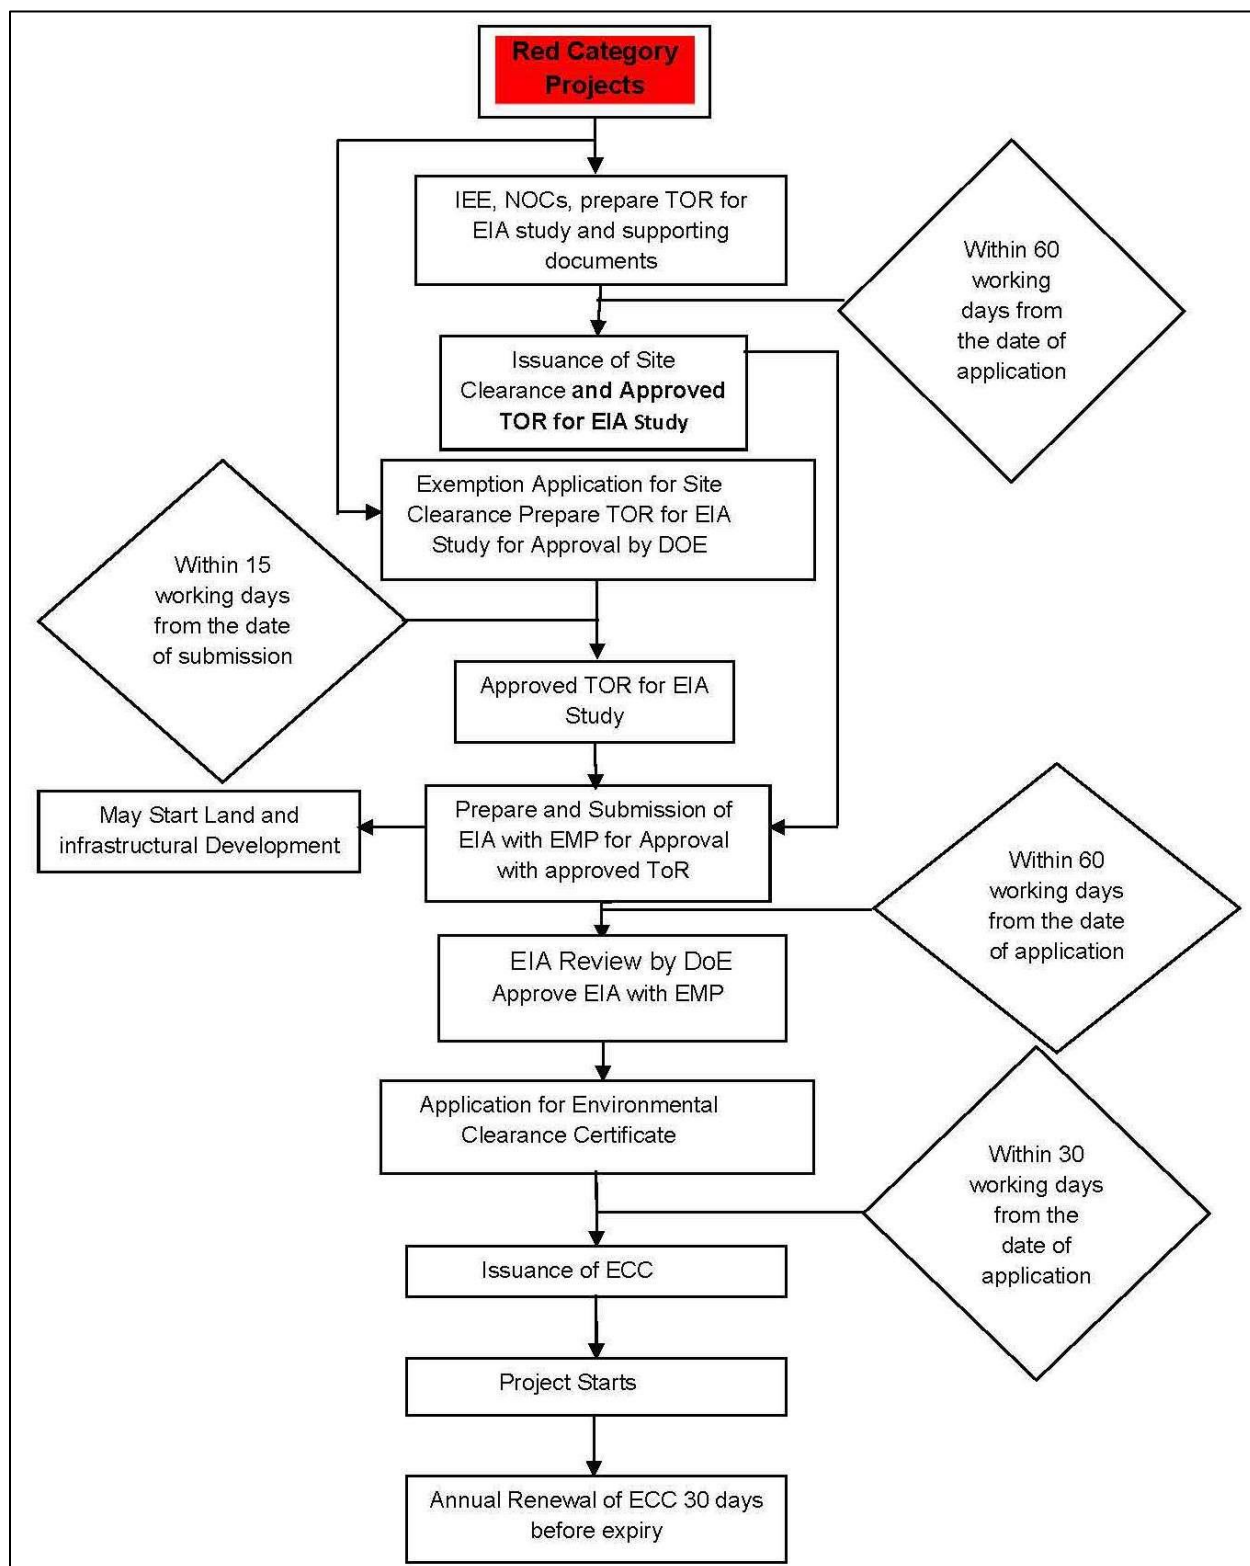 Red Category
Projects
IEE, NOCs, prepare TOR for
EIA study and supporting
documents
Within 60
working
days from
the date of
application
Issuance of Site
Clearance and Approved
TOR for EIA Study
Exemption Application for Site
Clearance Prepare TOR for EIA
Study for Approval by DOE
Within 15
working days
from the date
of submission
Approved TOR for EIA
Study
May Start Land and
infrastructural Development
Prepare and Submission of
EIA with EMP for Approval
with approved ToR
Within 60
working days
from the date
of application
EIA Review by DoE
Approve EIA with EMP
Application for Environmental
Clearance Certificate
Within 30
working days
from the
date of
application
Issuance of ECC
Project Starts
Annual Renewal of ECC 30 days
before expiry